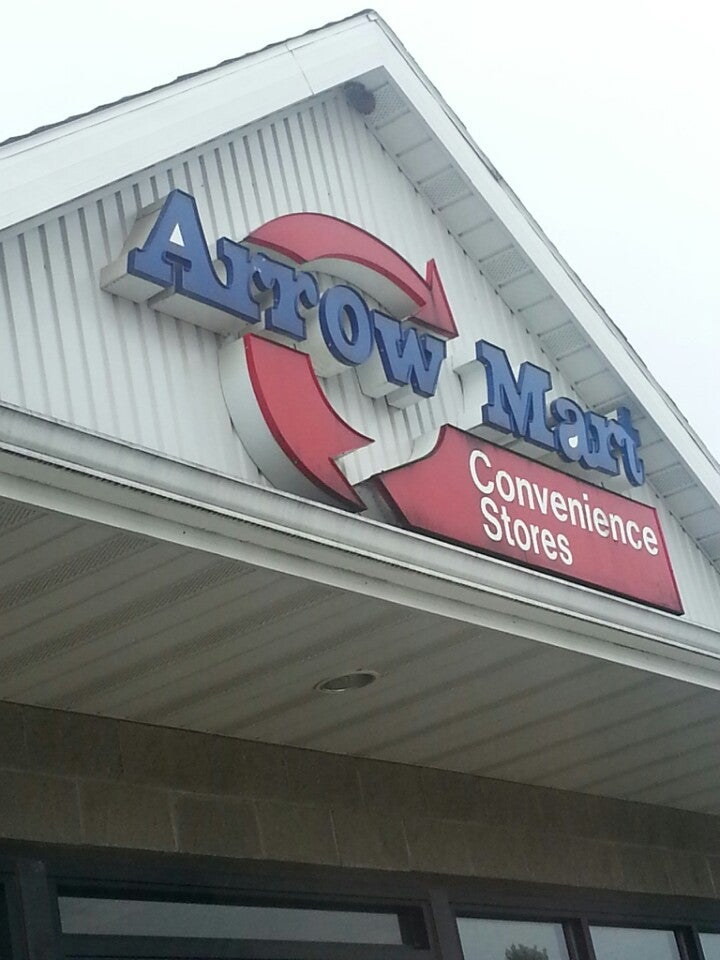 Arrow Mart
Convenience
Stores